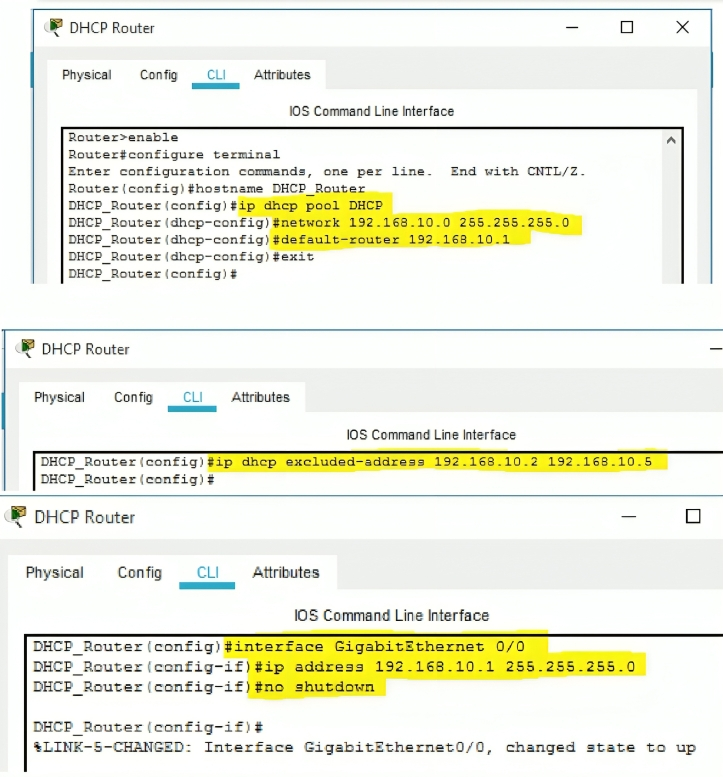 DHCP Router
Physical Config CLI Attributes
IOS Command Line Interface
Router>enable
Router#configure terminal
Enter configuration commands, one per line.  End with CNTL/Z.
Router(config)#hostname DHCP_Router
DHCP_Router(config)#ip dhcp pool DHCP
DHCP_Router(dhcp-config)#network 192.168.10.0 255.255.255.0
DHCP_Router(dhcp-config)#default-router 192.168.10.1
DHCP_Router(dhcp-config)#exit
DHCP_Router(config)#
DHCP Router
Physical Config CLI Attributes
IOS Command Line Interface
DHCP_Router(config)#ip dhcp excluded-address 192.168.10.2 192.168.10.5
DHCP_Router(config)#
DHCP Router
Physical Config CLI Attributes
IOS Command Line Interface
DHCP_Router(config)#interface GigabitEthernet 0/0
DHCP_Router(config-if)#ip address 192.168.10.1 255.255.255.0
DHCP_Router(config-if)#no shutdown
DHCP_Router(config-if)#
%LINK-5-CHANGED: Interface GigabitEthernet0/0, changed state to up